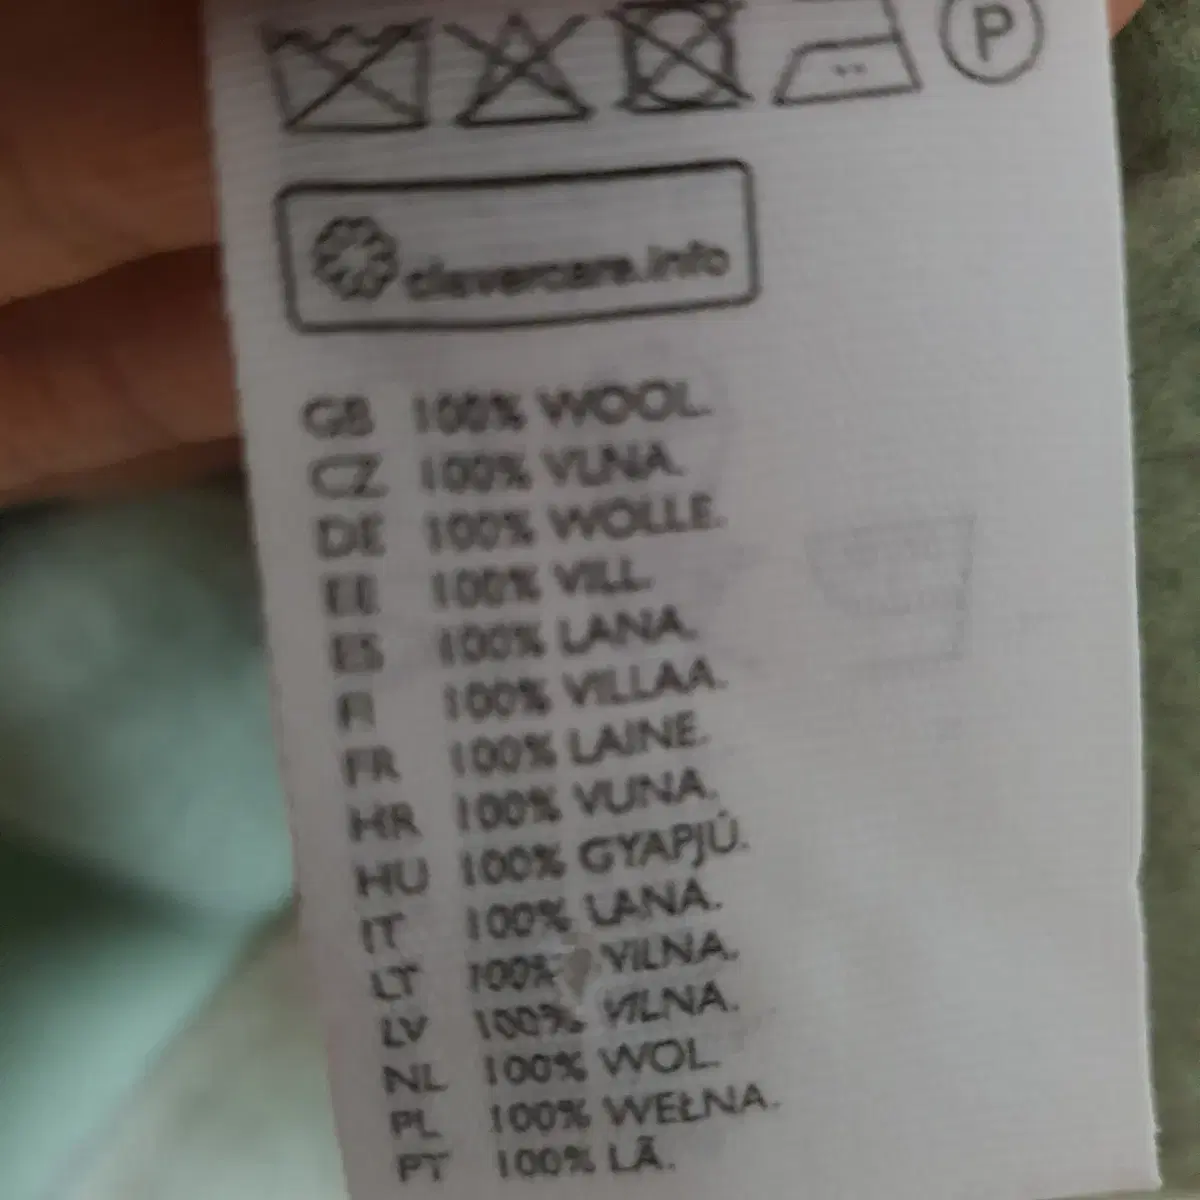 P
clevercare.info
GB 100% WOOL.
CZ 100% VLNA.
DE 100% WOLLE.
EE 100% VILL.
ES 100% LANA.
FI 100% VILLAA.
FR 100% LAINE.
HR 100% VUNA.
HU 100% GYAPJÚ.
IT 100% LANA.
LT 100% VILNA.
LV 100% VILNA.
NL 100% WOL.
PL 100% WEŁNA.
PT 100% LÃ.